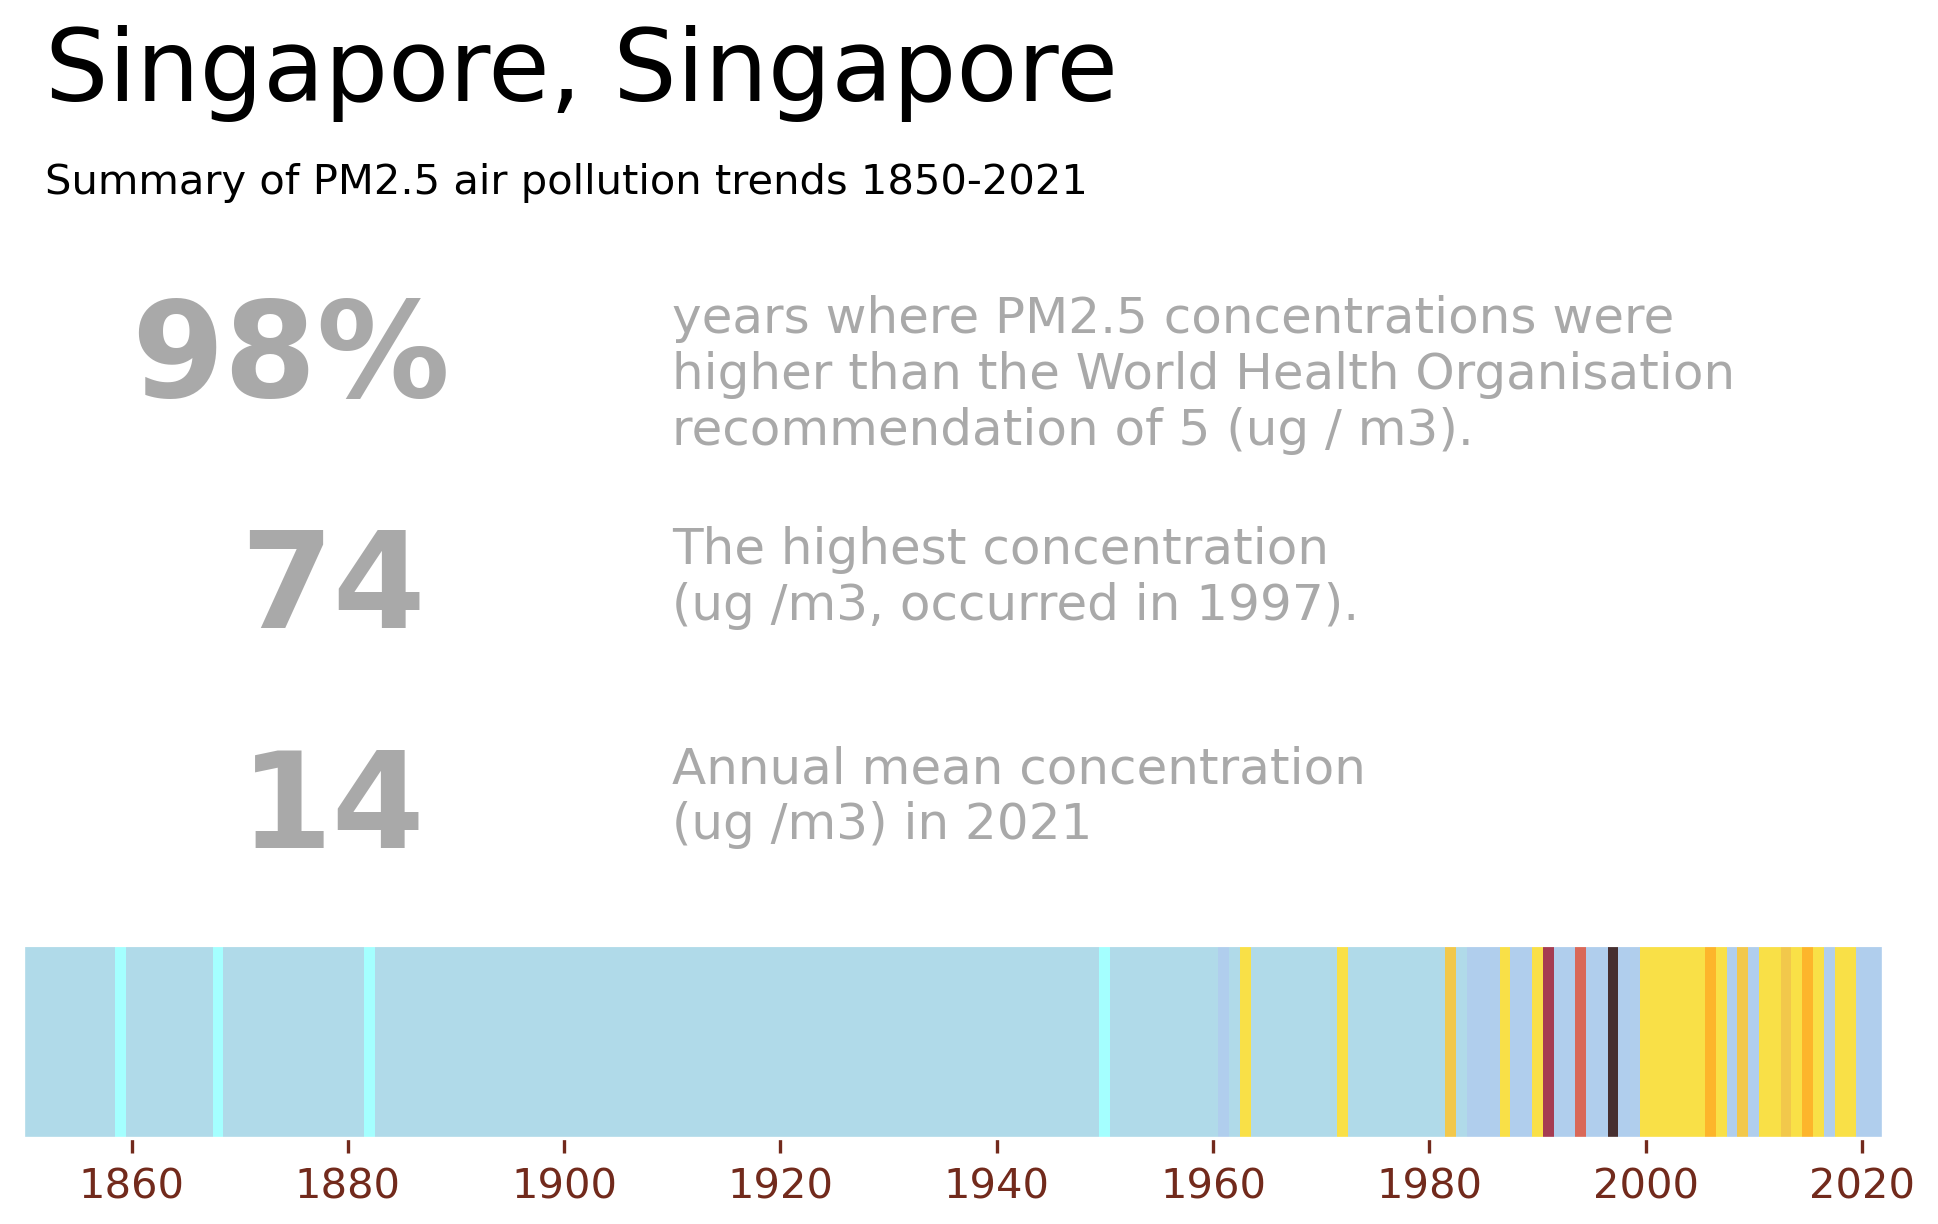 Singapore, Singapore
Summary of PM2.5 air pollution trends 1850-2021
98%
years where PM2.5 concentrations were
higher than the World Health Organisation
recommendation of 5 (ug / m3).
74
The highest concentration
(ug /m3, occurred in 1997).
14
Annual mean concentration
(ug /m3) in 2021
1860 1880 1900 1920 1940 1960 1980 2000 2020